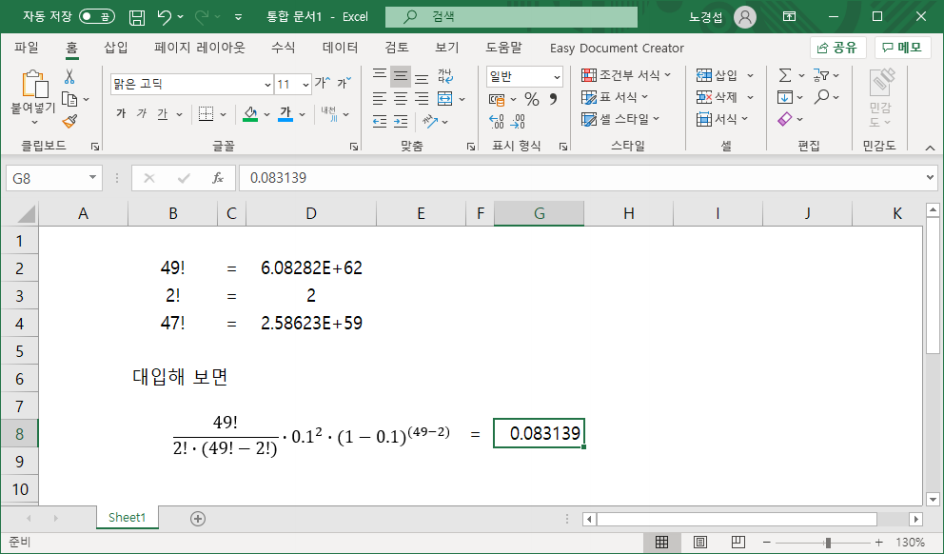 자동 저장 끔 통합 문서1 - Excel 검색 노경섭
파일 홈 삽입 페이지 레이아웃 수식 데이터 검토 보기 도움말 Easy Document Creator 공유 메모
붙여넣기 맑은 고딕 11 가 가 일반 조건부 서식 삽입
표 서식 삭제
가 가 가 가 내천 셀 스타일 서식 민감도
클립보드 글꼴 맞춤 표시 형식 스타일 셀 편집 민감도
G8 fx 0.083139
A B C D E F G H I J K
1
2 49! = 6.08282E+62
3 2! = 2
4 47! = 2.58623E+59
5
6 대입해 보면
7
8 49! / 2! · (49! − 2!) · 0.1² · (1 − 0.1)^(49−2) = 0.083139
9
10
Sheet1
준비 130%